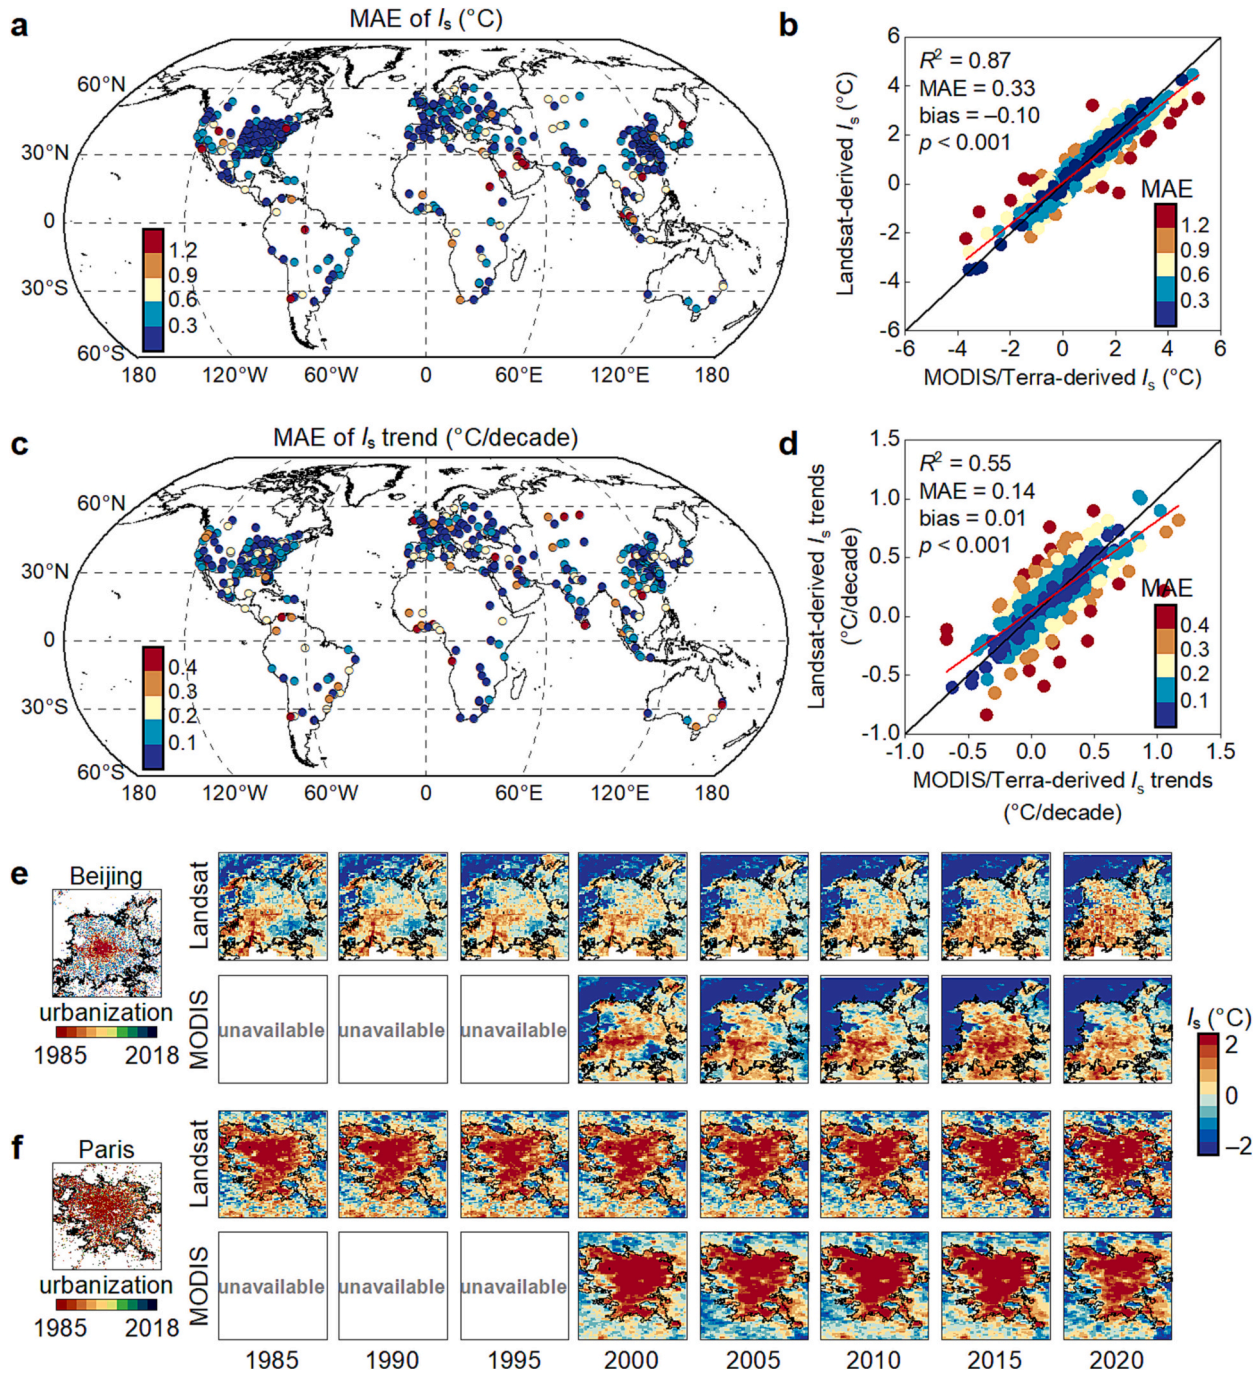 a
MAE of Is (°C)
60°N
30°N
0
30°S
60°S
1.2
0.9
0.6
0.3
180
120°W
60°W
0
60°E
120°E
180
b
R² = 0.87
MAE = 0.33
bias = –0.10
p < 0.001
MAE
1.2
0.9
0.6
0.3
Landsat-derived Is (°C)
6
4
2
0
-2
-4
-6
-6
-4
-2
0
2
4
6
MODIS/Terra-derived Is (°C)
c
MAE of Is trend (°C/decade)
60°N
30°N
0
30°S
60°S
0.4
0.3
0.2
0.1
180
120°W
60°W
0
60°E
120°E
180
d
R² = 0.55
MAE = 0.14
bias = 0.01
p < 0.001
MAE
0.4
0.3
0.2
0.1
Landsat-derived Is trends
(°C/decade)
1.5
1.0
0.5
0.0
-0.5
-1.0
-1.0
-0.5
0.0
0.5
1.0
1.5
MODIS/Terra-derived Is trends
(°C/decade)
e
Beijing
urbanization
1985 2018
Landsat
MODIS
unavailable
unavailable
unavailable
Is (°C)
2
0
–2
f
Paris
urbanization
1985 2018
Landsat
MODIS
unavailable
unavailable
unavailable
1985
1990
1995
2000
2005
2010
2015
2020